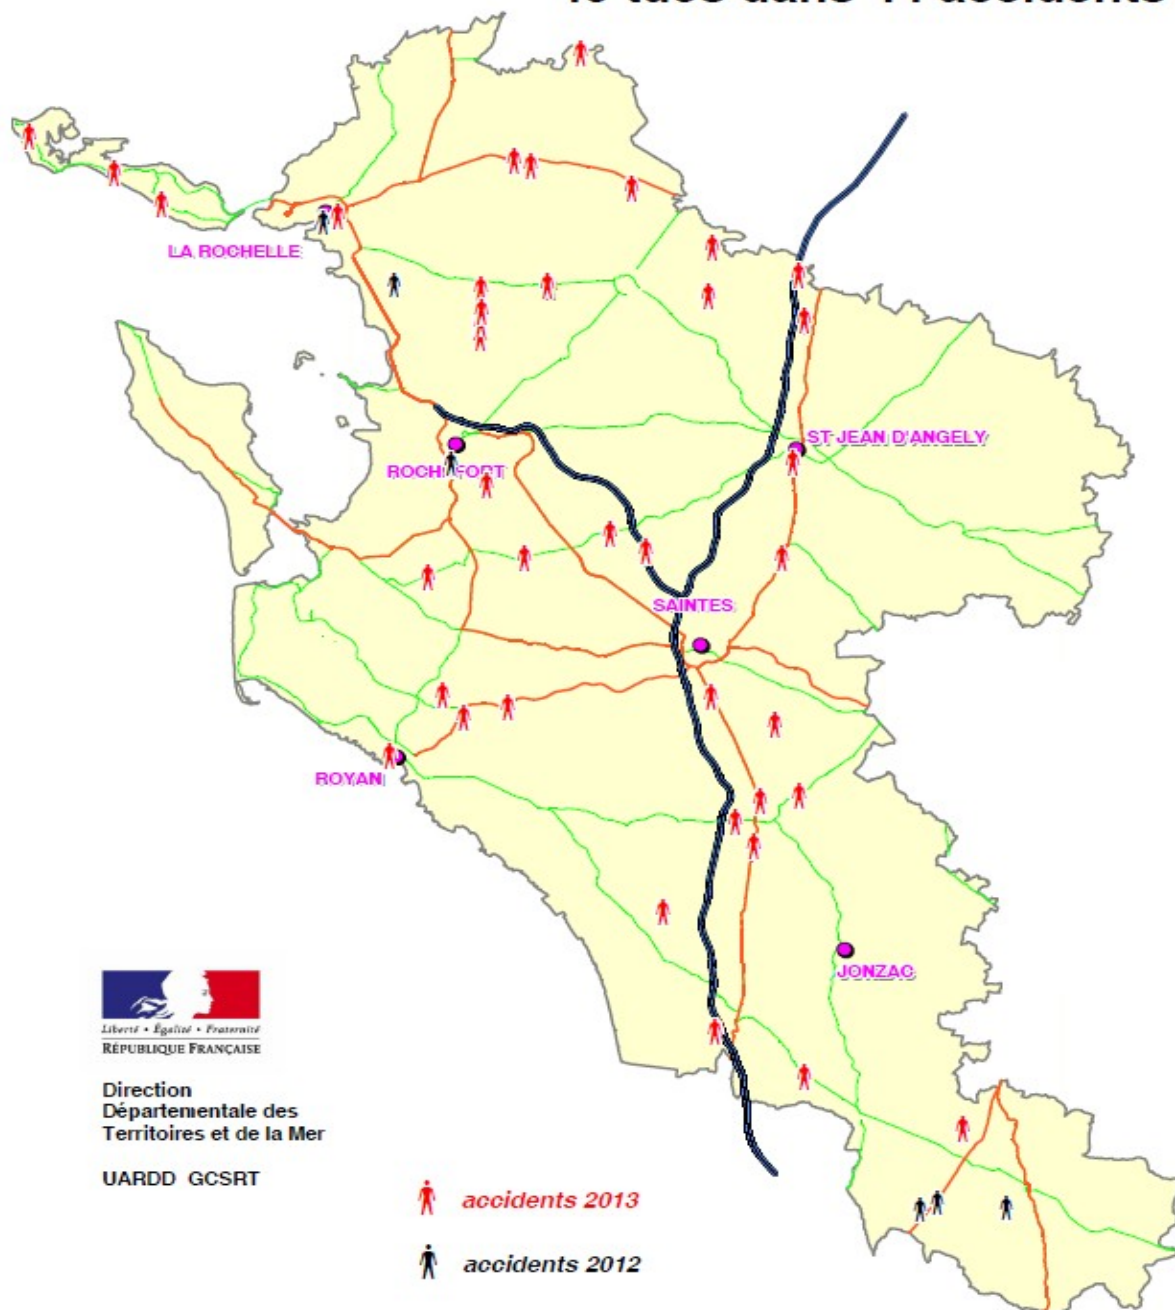 LA ROCHELLE
ST JEAN D'ANGELY
ROCHEFORT
SAINTES
ROYAN
JONZAC
Liberté • Égalité • Fraternité
RÉPUBLIQUE FRANÇAISE
Direction
Départementale des
Territoires et de la Mer
UARDD GCSRT
accidents 2013
accidents 2012